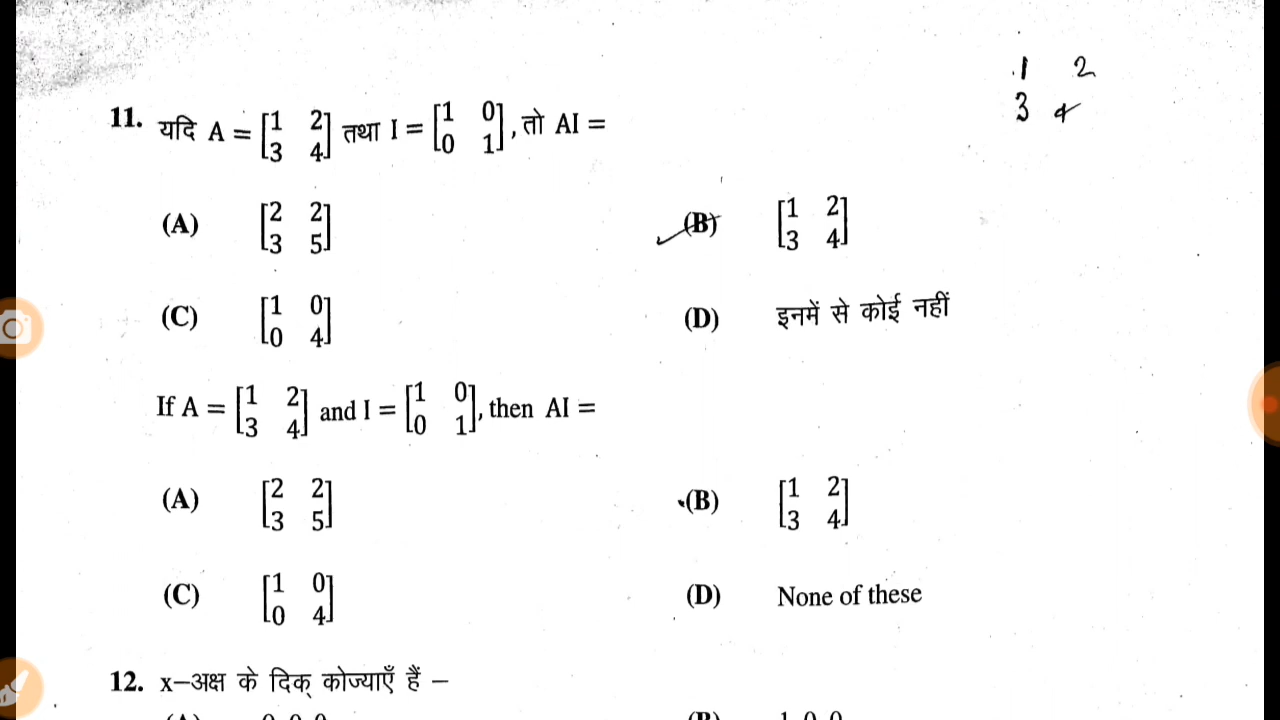 1 2
3 4
11. यदि A = [1 2 3 4] तथा I = [1 0 0 1], तो AI =
(A) [2 2 3 5] (B) [1 2 3 4]
(C) [1 0 0 4] (D) इनमें से कोई नहीं
If A = [1 2 3 4] and I = [1 0 0 1], then AI =
(A) [2 2 3 5] (B) [1 2 3 4]
(C) [1 0 0 4] (D) None of these
12. x–अक्ष के दिक् कोज्याएँ हैं –